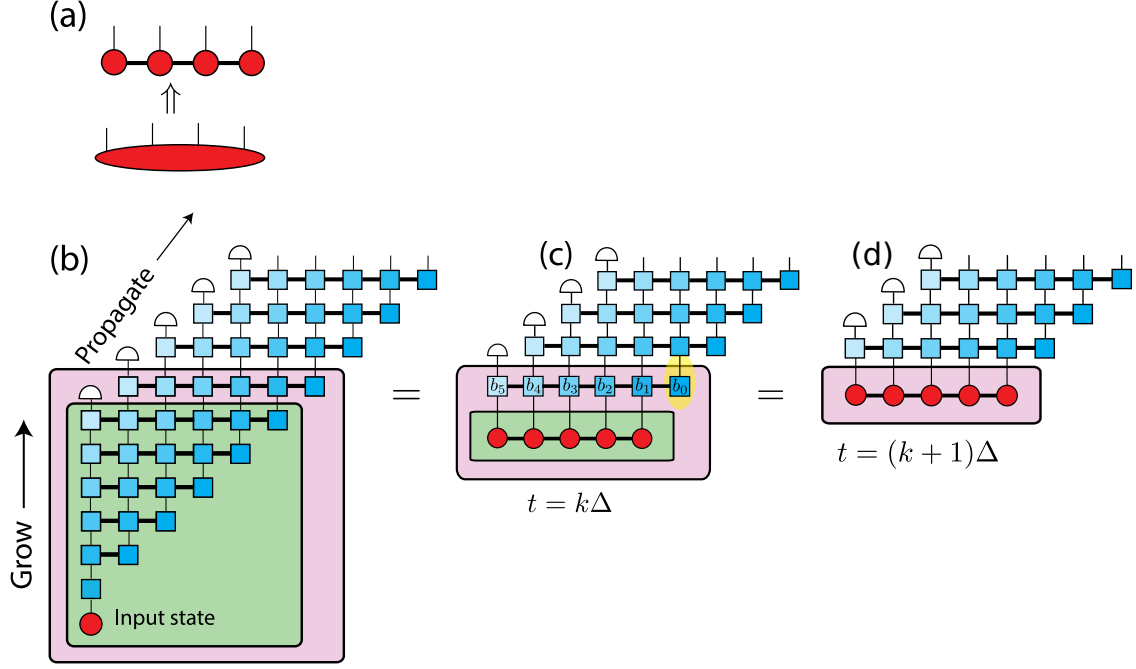 (a)
Propagate
(b)
(c)
(d)
Grow
Input state
=
b₅ b₄ b₃ b₂ b₁ b₀
t = kΔ
=
t = (k + 1)Δ